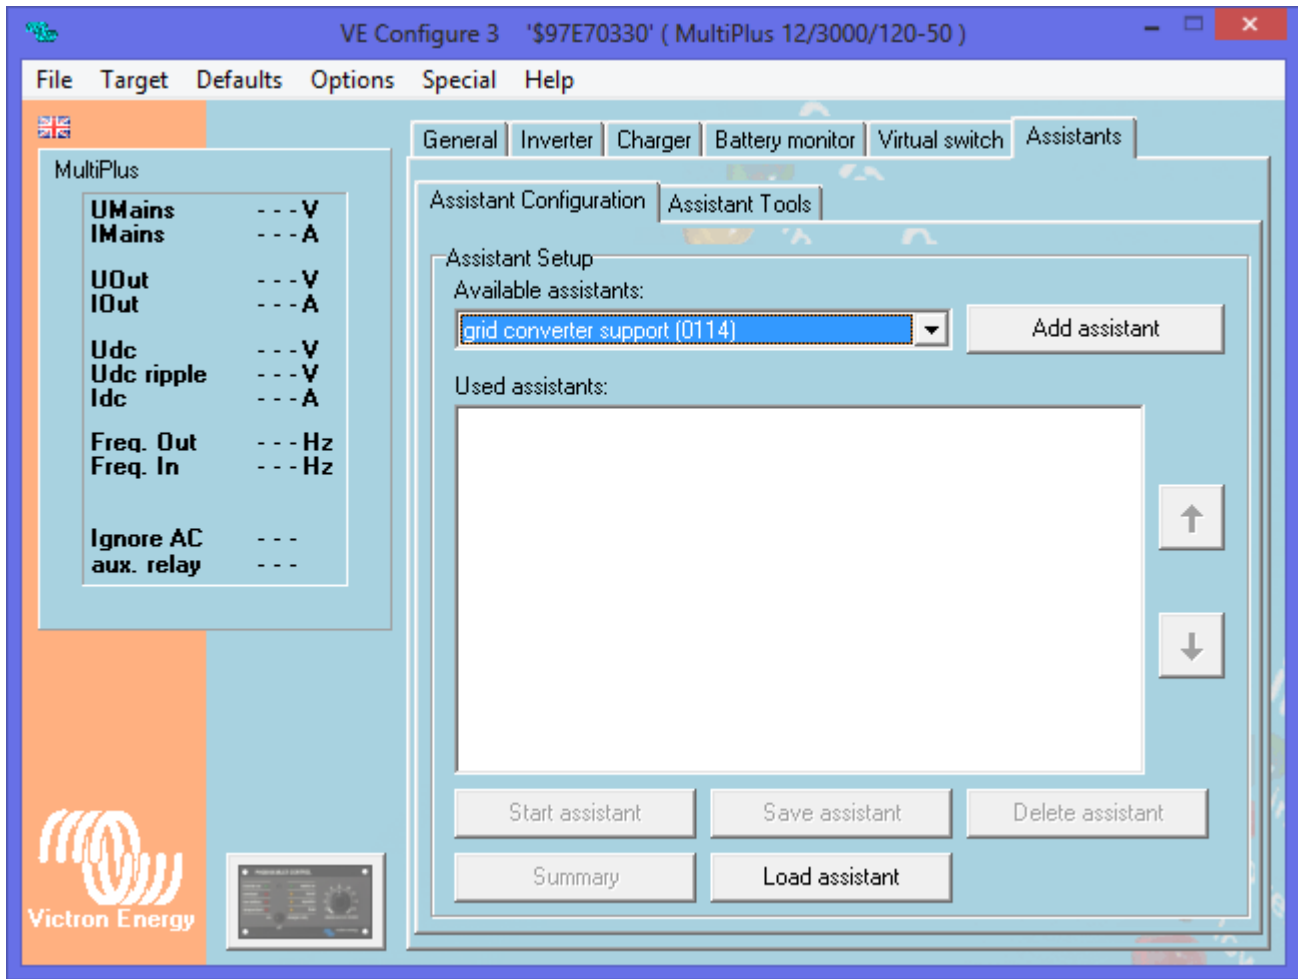 VE Configure 3 '$97E70330' ( MultiPlus 12/3000/120-50 )
File Target Defaults Options Special Help
General Inverter Charger Battery monitor Virtual switch Assistants
MultiPlus
Assistant Configuration Assistant Tools
UMains - - - V
IMains - - - A
UOut - - - V
IOut - - - A
Udc - - - V
Udc ripple - - - V
Idc - - - A
Freq. Out - - - Hz
Freq. In - - - Hz
Ignore AC - - -
aux. relay - - -
Assistant Setup
Available assistants:
grid converter support (0114)
Add assistant
Used assistants:
Start assistant Save assistant Delete assistant
Summary Load assistant
Victron Energy